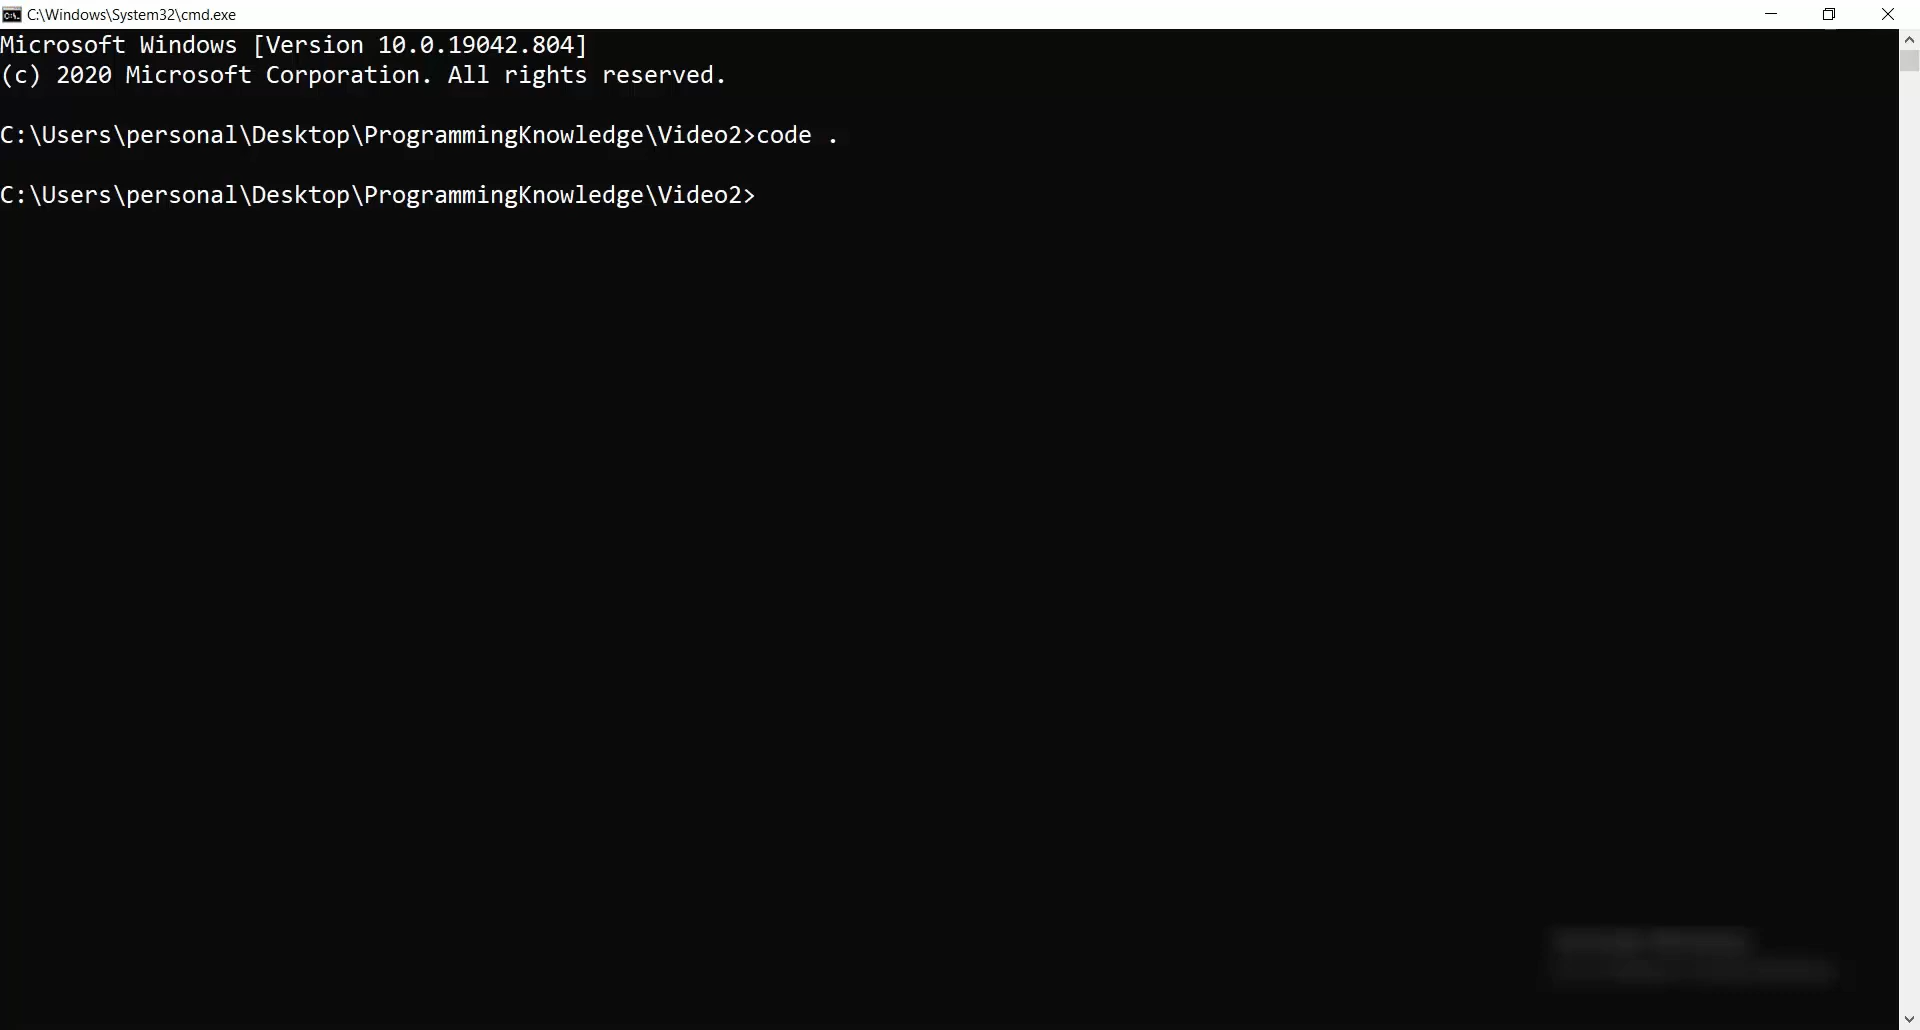 C:\Windows\System32\cmd.exe
Microsoft Windows [Version 10.0.19042.804]
(c) 2020 Microsoft Corporation. All rights reserved.
C:\Users\personal\Desktop\ProgrammingKnowledge\Video2>code .
C:\Users\personal\Desktop\ProgrammingKnowledge\Video2>